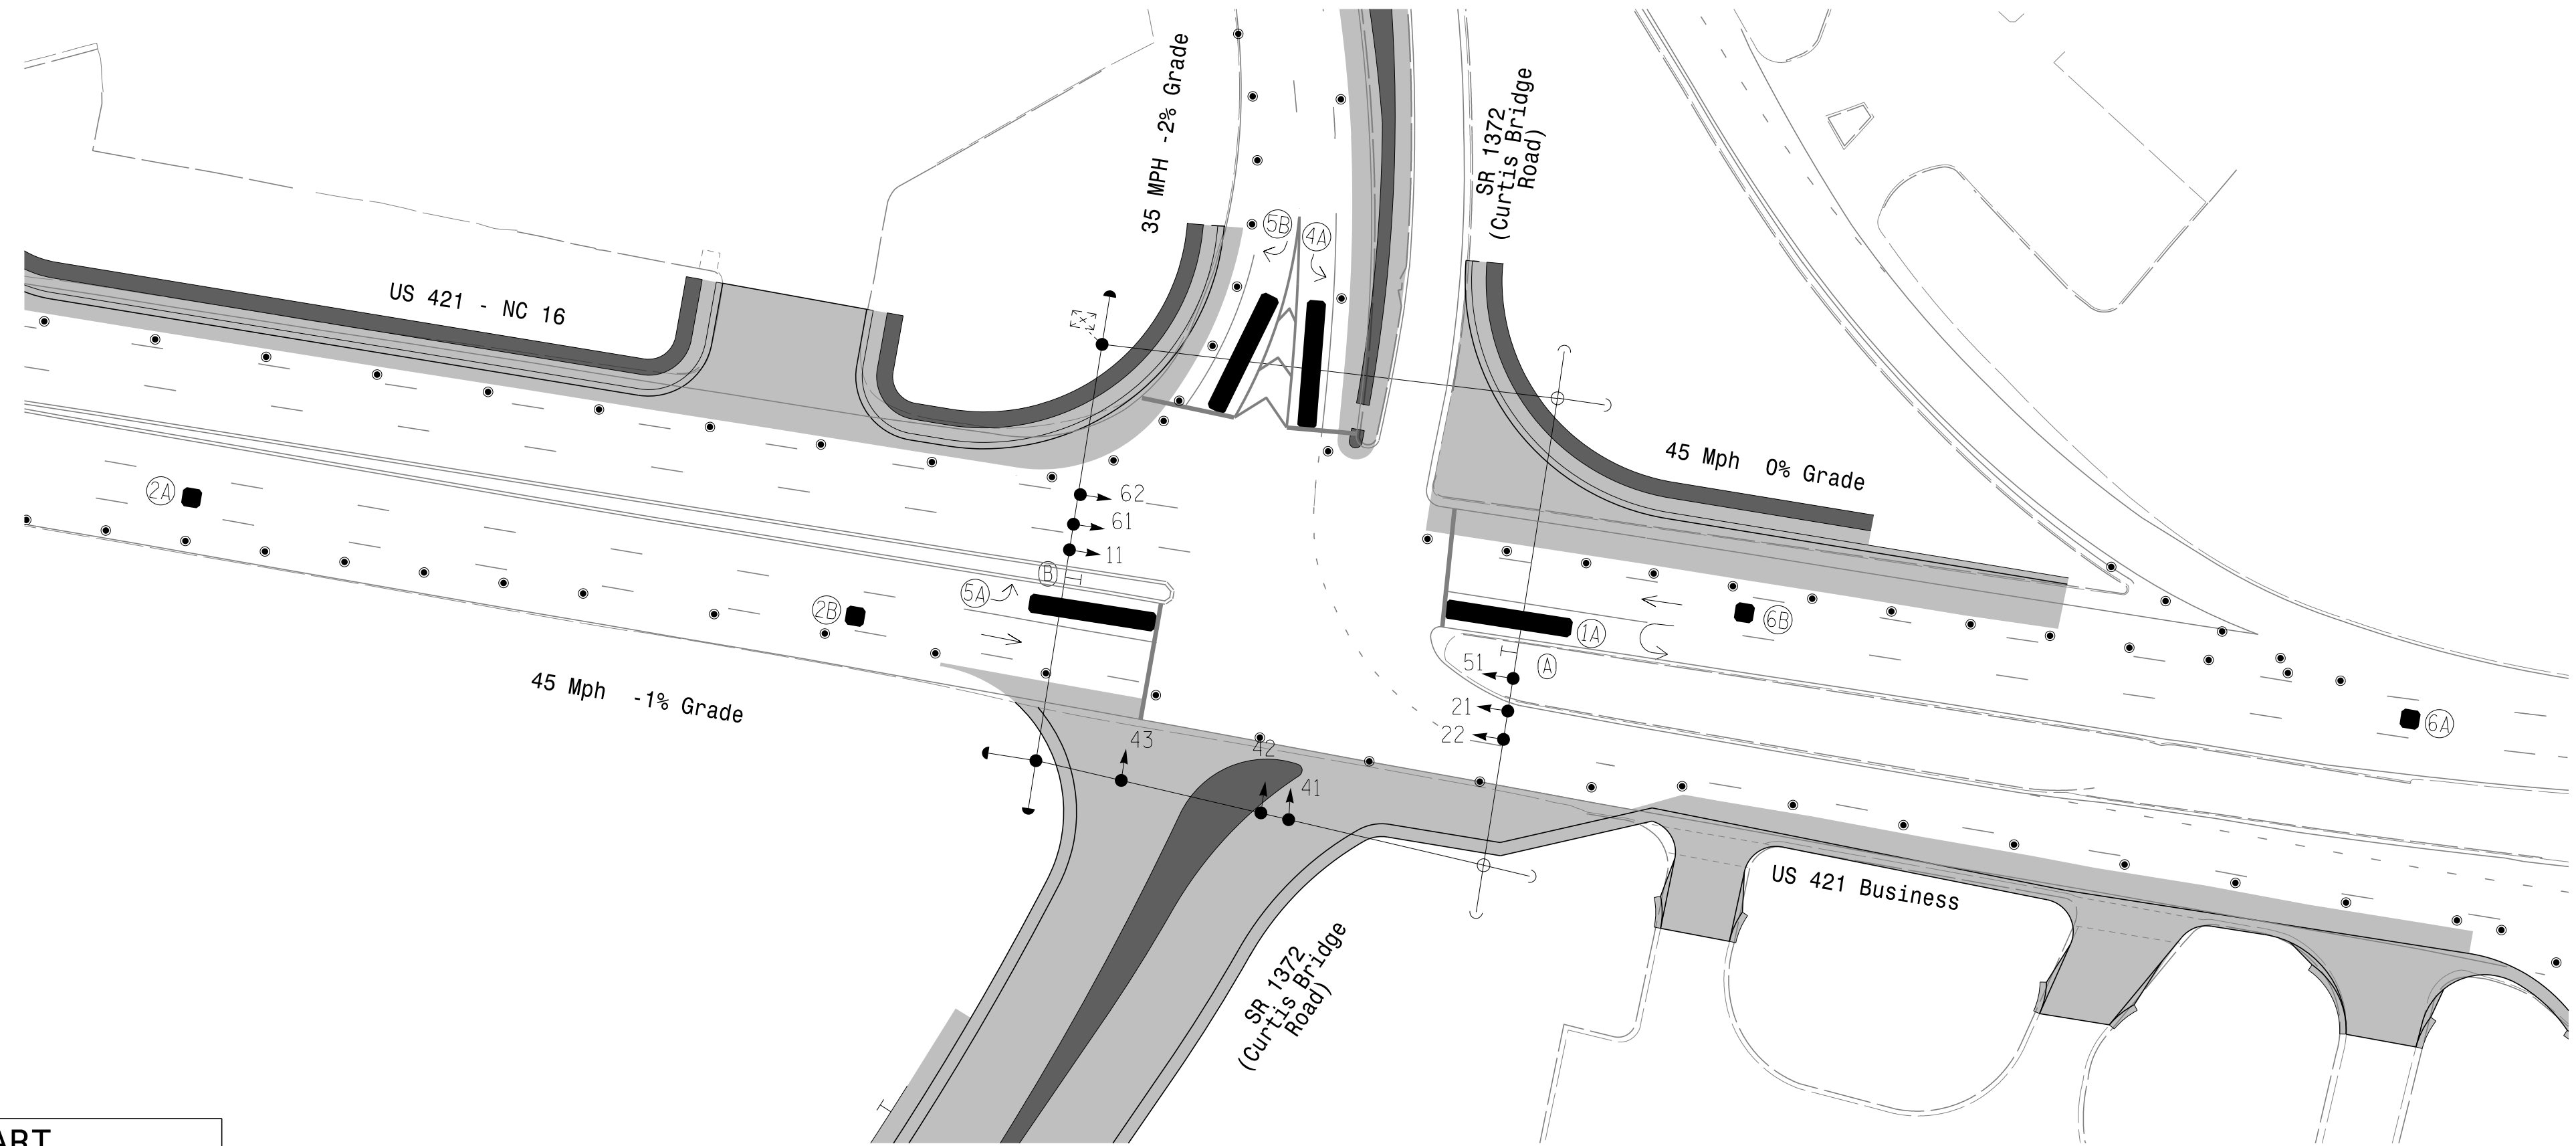 35 MPH -2% Grade
SR 1372
(Curtis Bridge
Road)
5B
4A
US 421 - NC 16
45 Mph 0% Grade
2A
62
61
11
B
5A
2B
1A
6B
51
A
21
22
6A
45 Mph -1% Grade
43
42
41
US 421 Business
SR 1372
(Curtis Bridge
Road)
ART